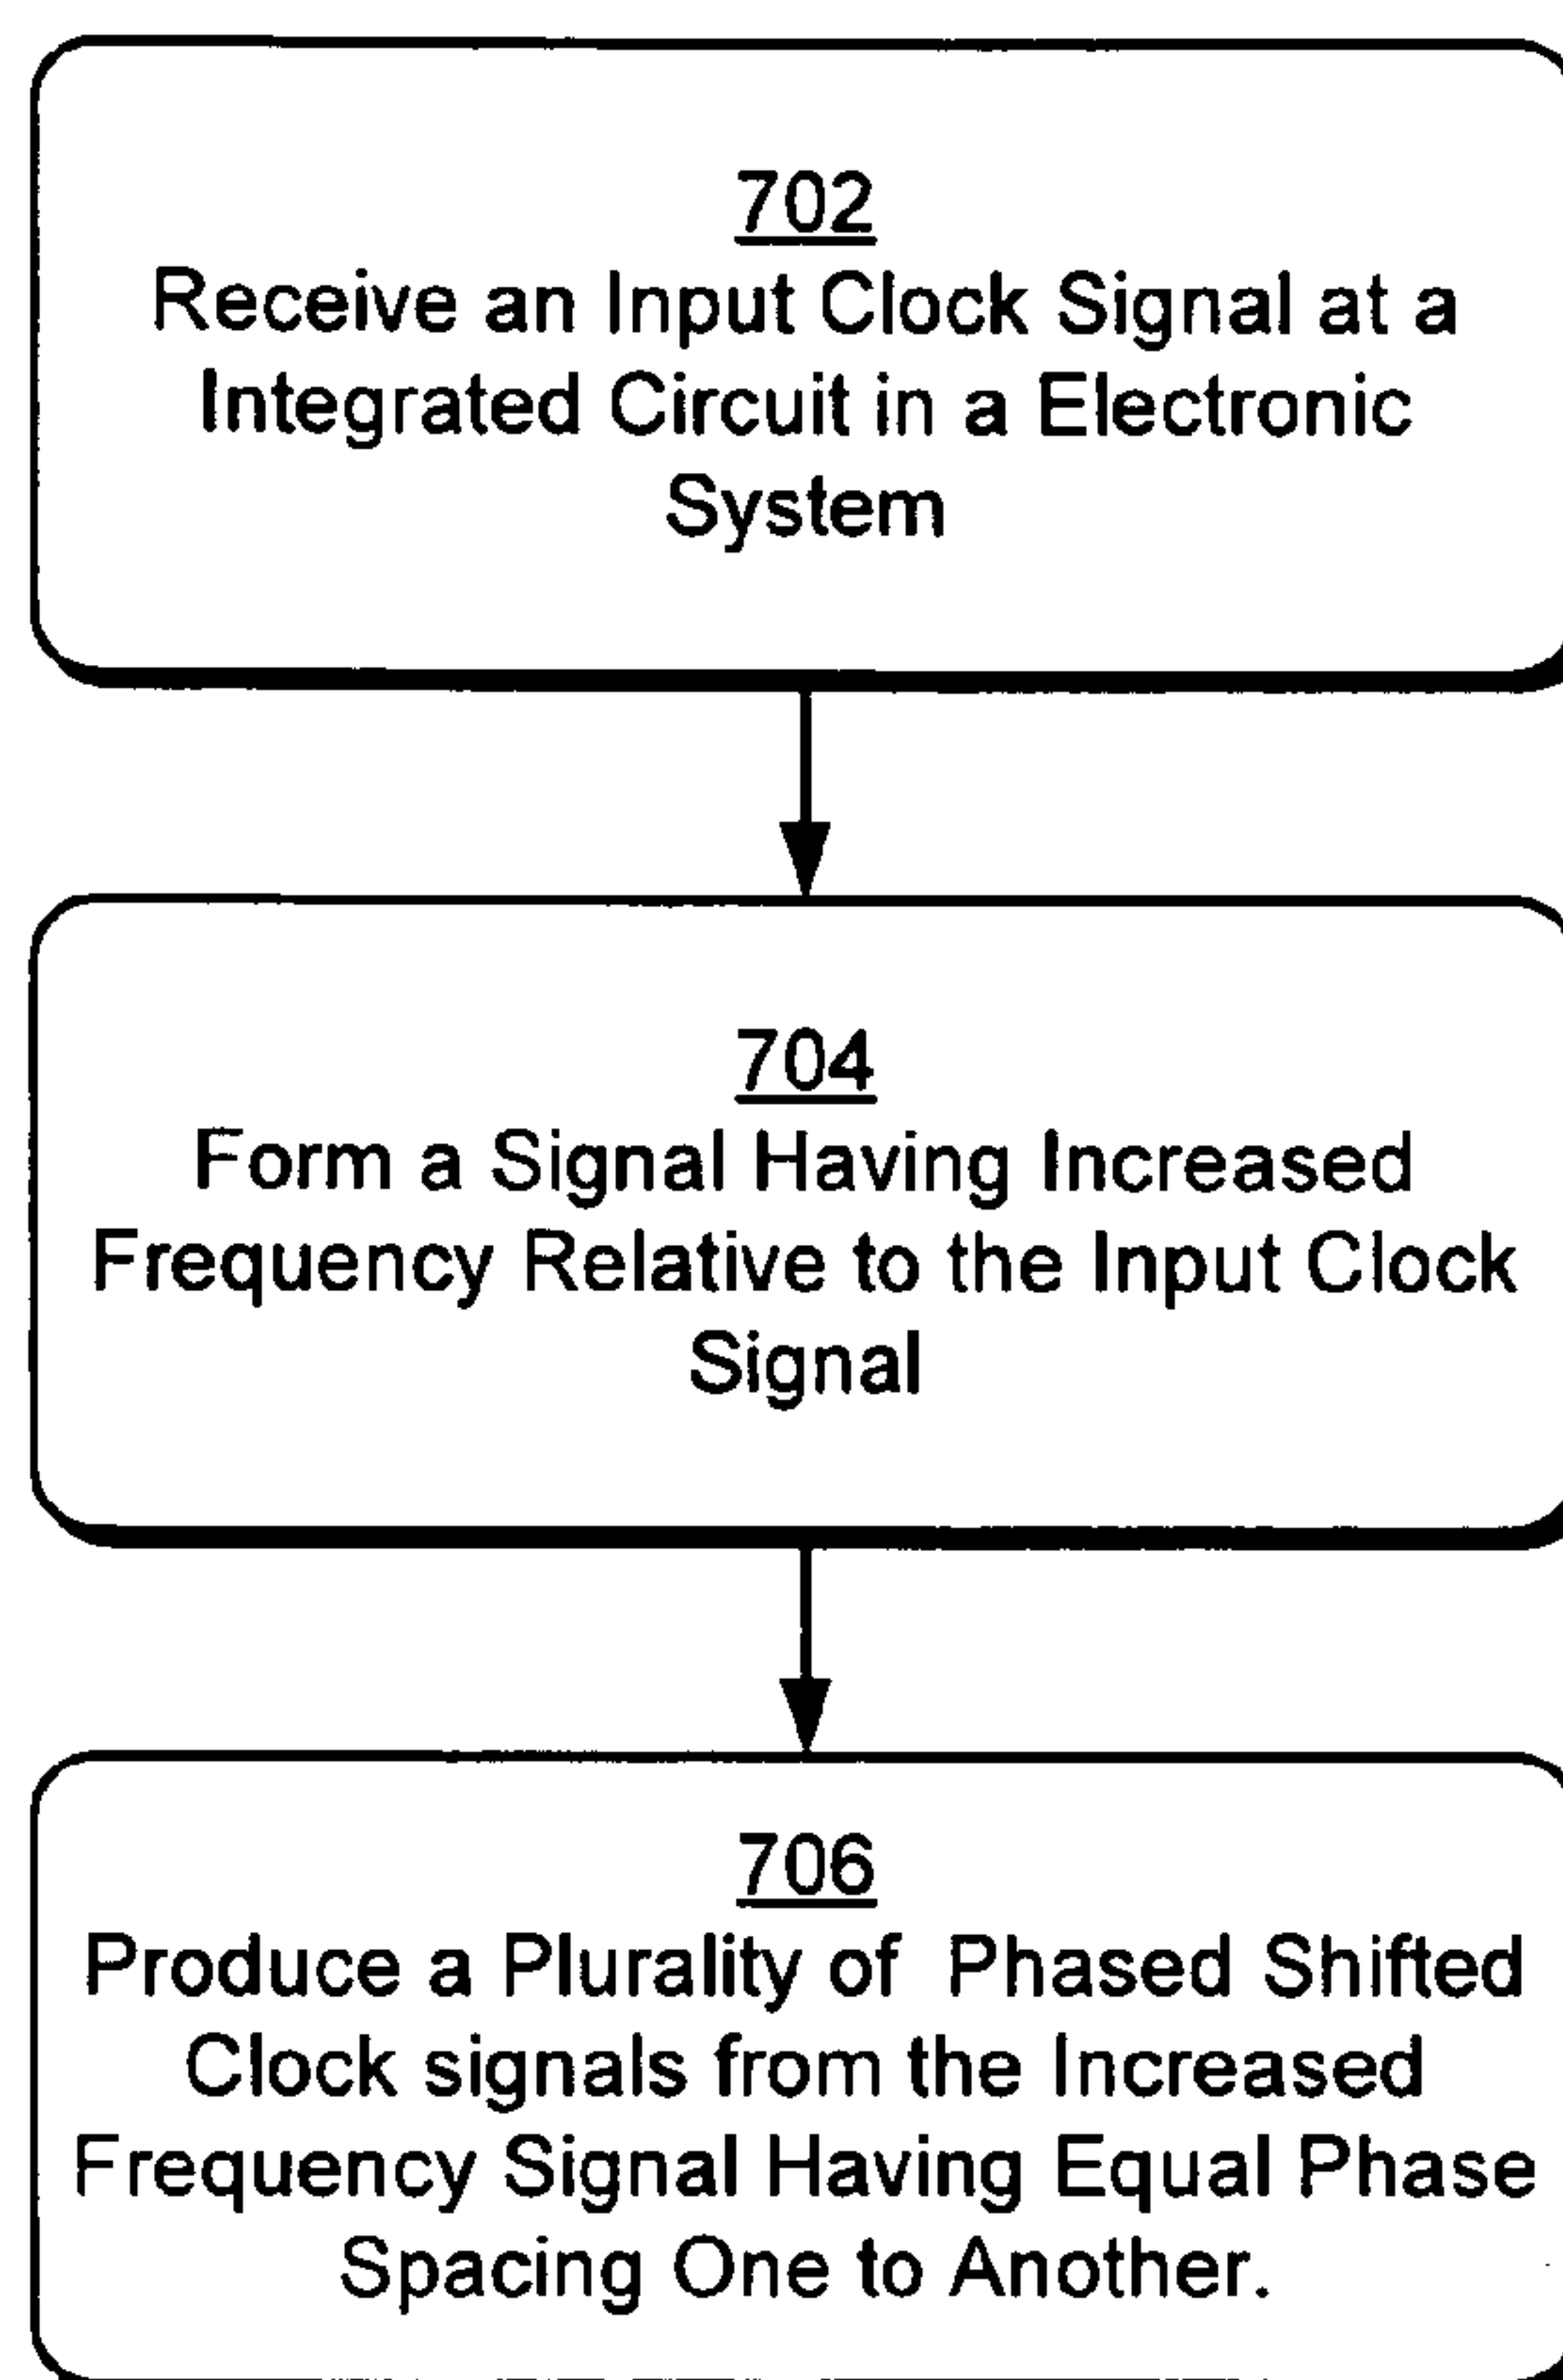 702
Receive an Input Clock Signal at a
Integrated Circuit in a Electronic
System
704
Form a Signal Having Increased
Frequency Relative to the Input Clock
Signal
706
Produce a Plurality of Phased Shifted
Clock signals from the Increased
Frequency Signal Having Equal Phase
Spacing One to Another.